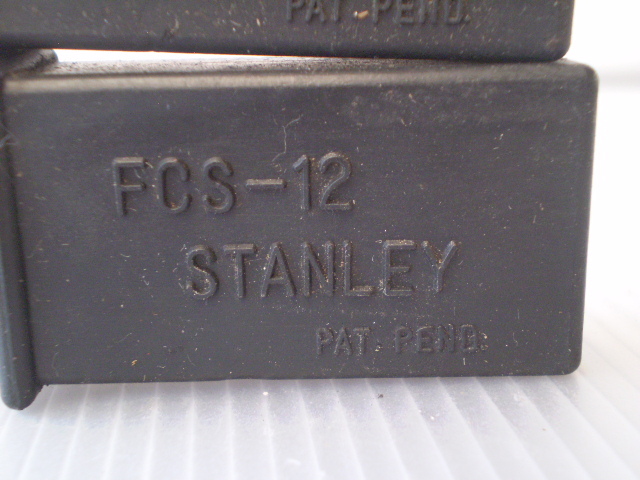 PAT. PEND.
FCS-12
STANLEY
PAT. PEND.